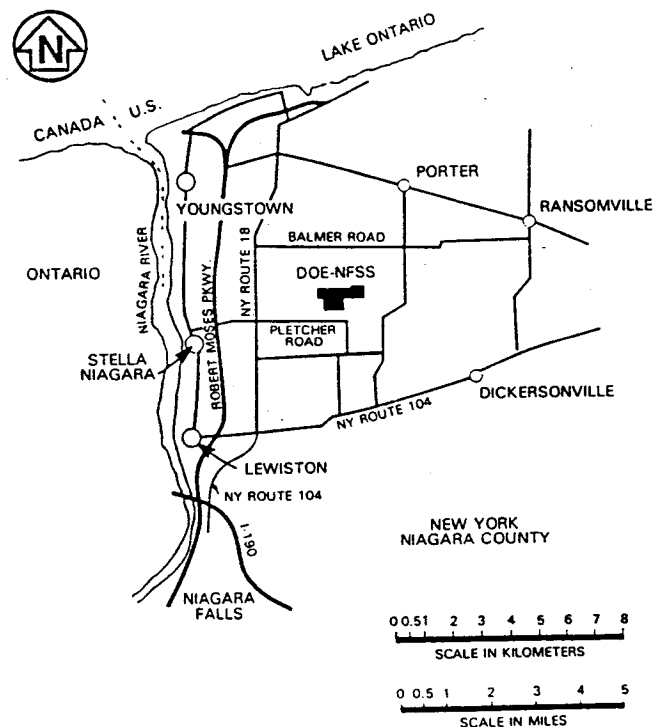 N
LAKE ONTARIO
CANADA U.S.
PORTER
YOUNGSTOWN
RANSOMVILLE
BALMER ROAD
ONTARIO
NIAGARA RIVER
ROBERT MOSES PKWY.
NY ROUTE 18
DOE-NFSS
PLETCHER
ROAD
STELLA
NIAGARA
DICKERSONVILLE
NY ROUTE 104
LEWISTON
NY ROUTE 104
I-190
NEW YORK
NIAGARA COUNTY
NIAGARA
FALLS
0 0.51 2 3 4 5 6 7 8
SCALE IN KILOMETERS
0 0.5 1 2 3 4 5
SCALE IN MILES